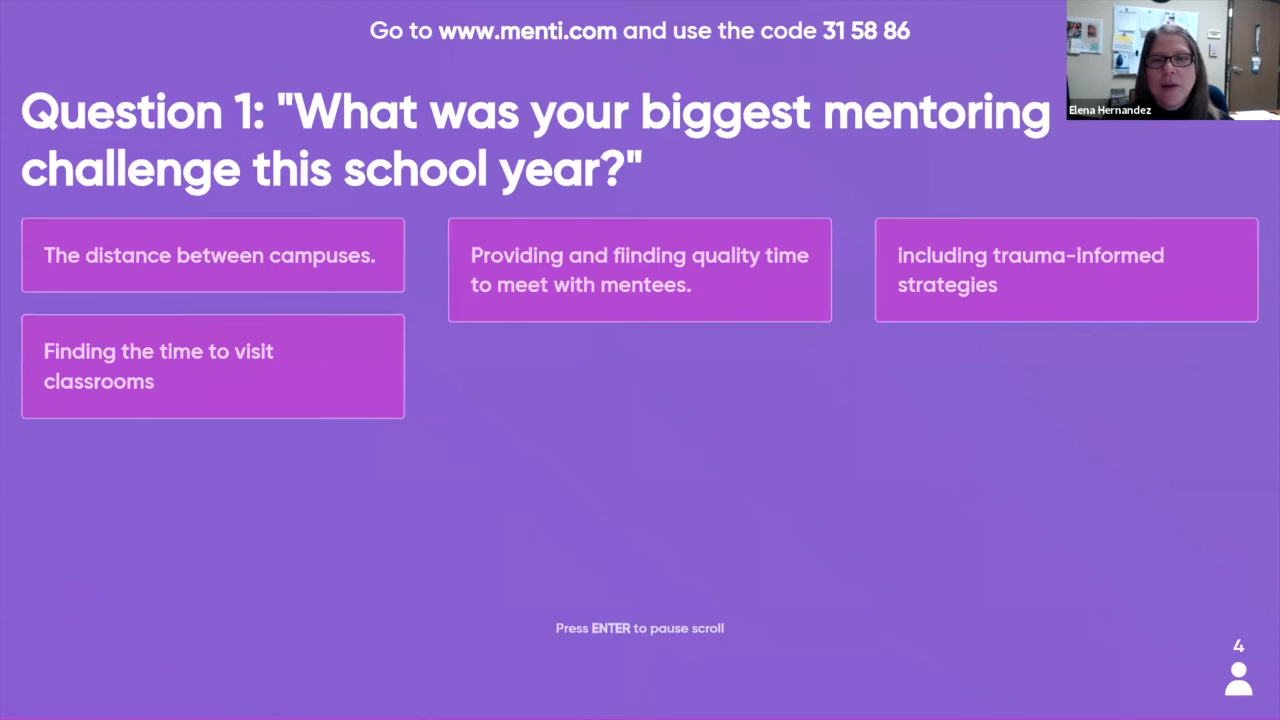 Go to www.menti.com and use the code 31 58 86
Elena Hernandez
Question 1: "What was your biggest mentoring
challenge this school year?"
The distance between campuses.
Providing and fiinding quality time
to meet with mentees.
including trauma-informed
strategies
Finding the time to visit
classrooms
Press ENTER to pause scroll
4